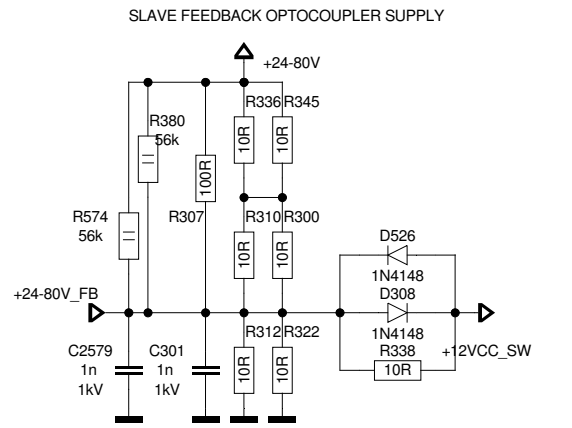 SLAVE FEEDBACK OPTOCOUPLER SUPPLY
+24-80V
R336 R345
10R 10R
R380
56k
100R
R307
R574
56k
R310 R300
10R 10R
D526
1N4148
+24-80V_FB
D308
1N4148
R338
10R
+12VCC_SW
C2579
1n
1kV
C301
1n
1kV
R312 R322
10R 10R